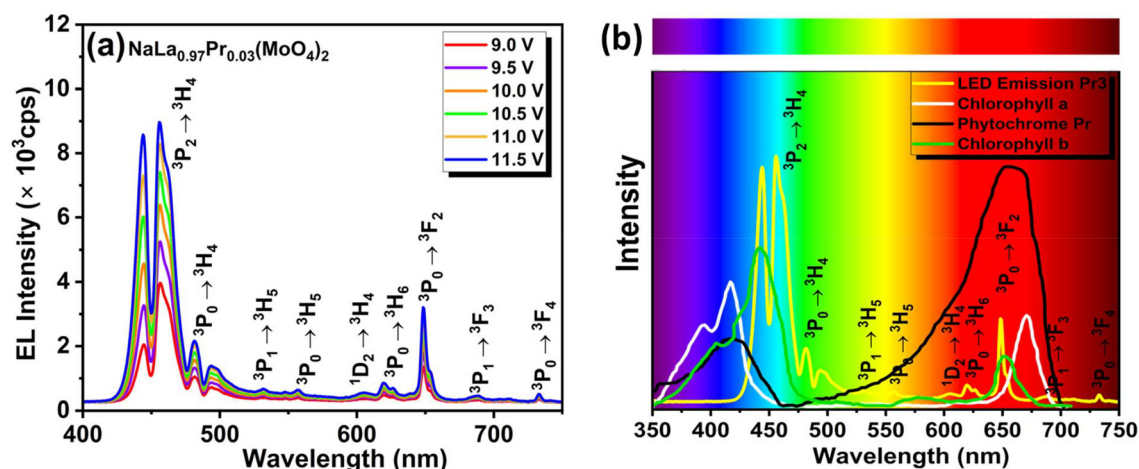 (a) NaLa₀.₉₇Pr₀.₀₃(MoO₄)₂
EL Intensity (× 10³cps)
12
10
8
6
4
2
0
400
500
600
700
Wavelength (nm)
9.0 V
9.5 V
10.0 V
10.5 V
11.0 V
11.5 V
³P₂→³H₄
³P₀→³H₄
³P₁→³H₅
³P₀→³H₅
¹D₂→³H₄
³P₀→³H₆
³P₀→³F₂
³P₁→³F₃
³P₀→³F₄
(b)
Intensity
LED Emission Pr3
Chlorophyll a
Phytochrome Pr
Chlorophyll b
³P₂→³H₄
³P₀→³H₄
³P₁→³H₅
³P₀→³H₅
¹D₂→³H₄
³P₀→³H₆
³P₀→³F₂
³P₁→³F₃
³P₀→³F₄
350
400
450
500
550
600
650
700
750
Wavelength (nm)